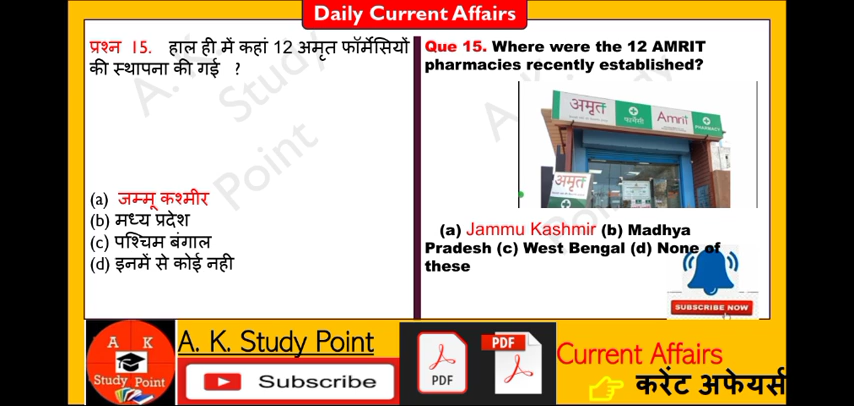 Daily Current Affairs
प्रश्न 15. हाल ही में कहां 12 अमृत फॉर्मेसियों
की स्थापना की गई ?
(a) जम्मू कश्मीर
(b) मध्य प्रदेश
(c) पश्चिम बंगाल
(d) इनमें से कोई नही
A. K. Study Point
Que 15. Where were the 12 AMRIT
pharmacies recently established?
अमृत फार्मेसी Amrit PHARMACY
अमृत
(a) Jammu Kashmir (b) Madhya
Pradesh (c) West Bengal (d) None of
these
SUBSCRIBE NOW
A K
Study Point
A. K. Study Point
Subscribe
PDF
PDF
Current Affairs
करेंट अफेयर्स